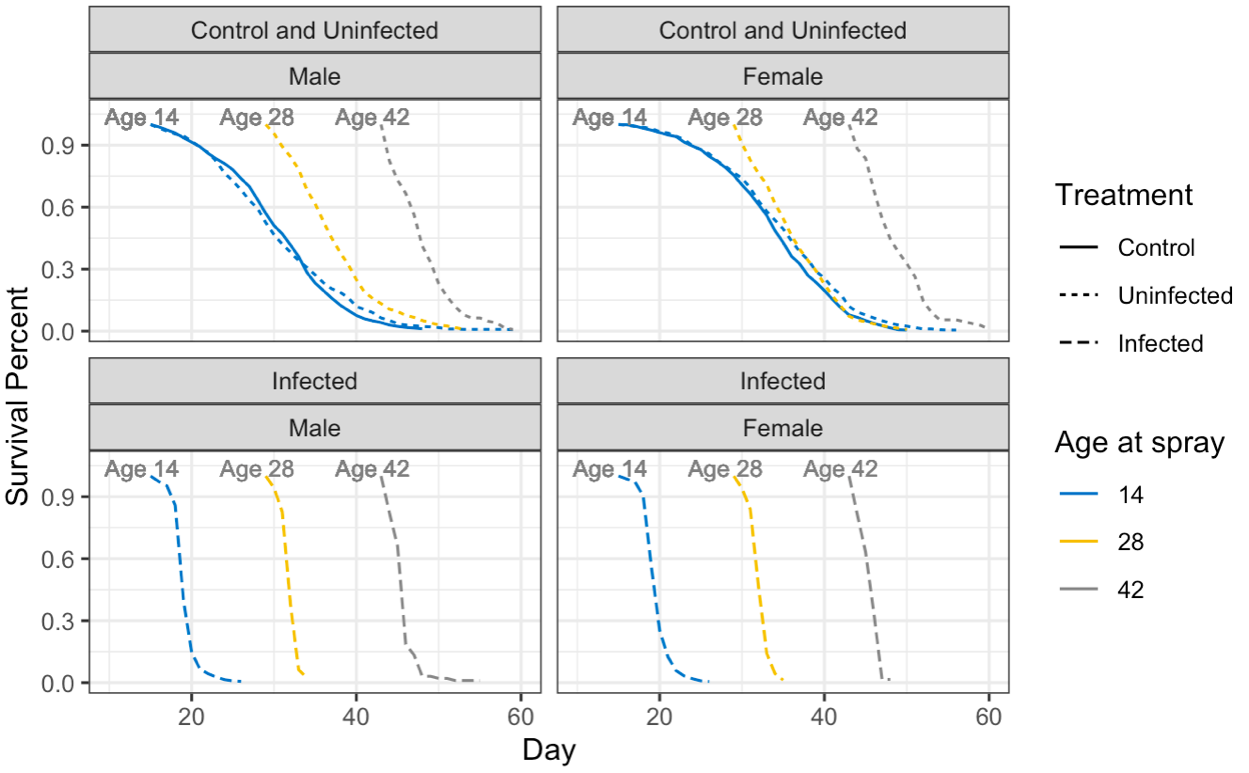 Control and Uninfected
Male
Age 14 Age 28 Age 42
0.9
0.6
0.3
0.0
Control and Uninfected
Female
Age 14 Age 28 Age 42
Infected
Male
Age 14 Age 28 Age 42
0.9
0.6
0.3
0.0
20 40 60
Infected
Female
Age 14 Age 28 Age 42
20 40 60
Survival Percent
Day
Treatment
Control
Uninfected
Infected
Age at spray
14
28
42